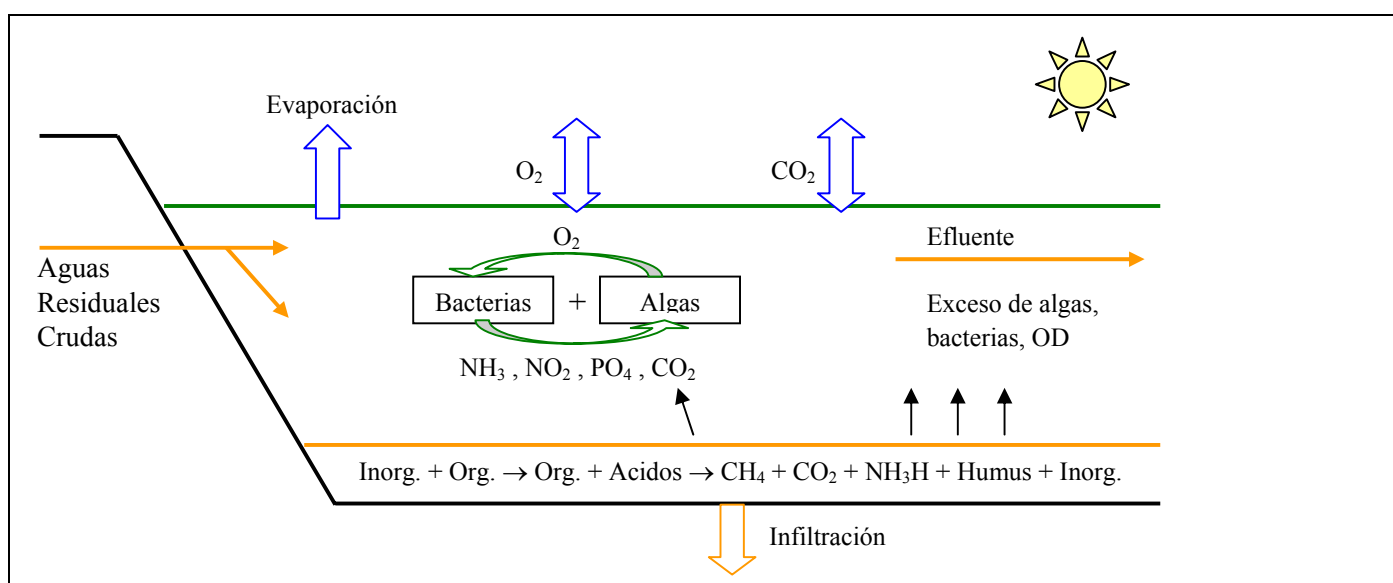 Evaporación
O₂
CO₂
Aguas
Residuales
Crudas
O₂
Bacterias + Algas
NH₃ , NO₂ , PO₄ , CO₂
Efluente
Exceso de algas,
bacterias, OD
Inorg. + Org. → Org. + Acidos → CH₄ + CO₂ + NH₃H + Humus + Inorg.
Infiltración